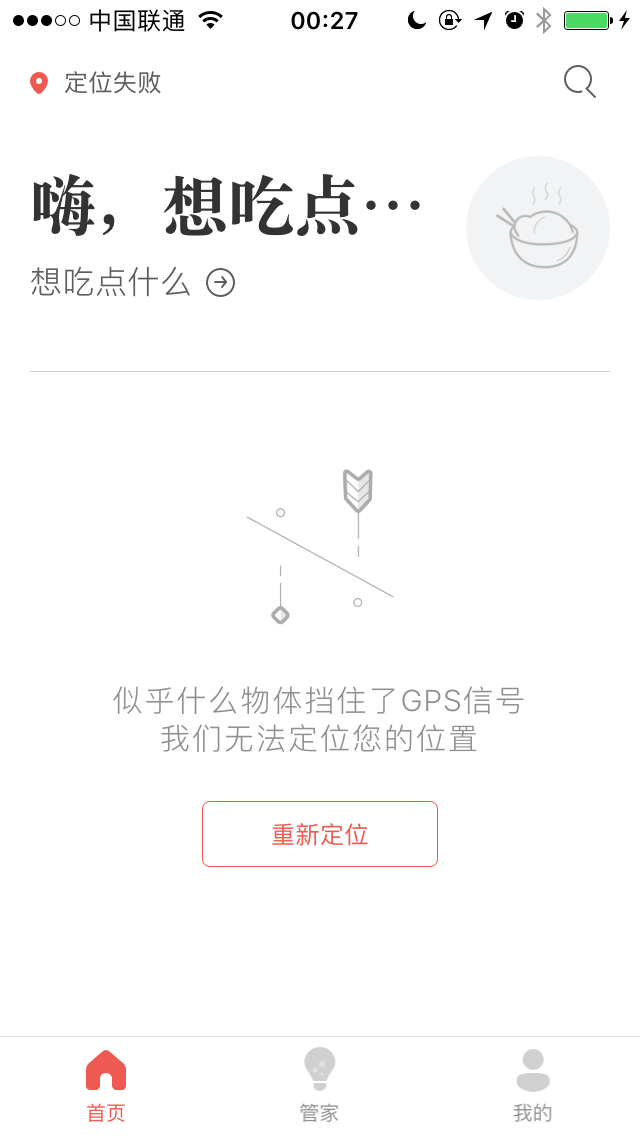 中国联通
00:27
定位失败
嗨，想吃点…
想吃点什么
似乎什么物体挡住了GPS信号
我们无法定位您的位置
重新定位
首页
管家
我的